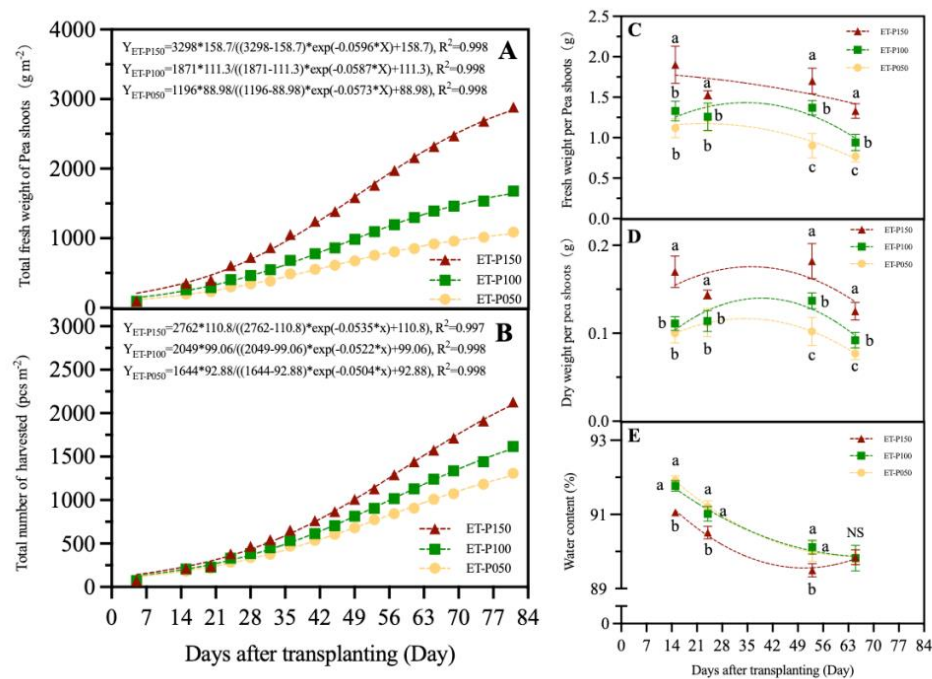 A
Y_ET-P150=3298*158.7/((3298-158.7)*exp(-0.0596*X)+158.7), R²=0.998
Y_ET-P100=1871*111.3/((1871-111.3)*exp(-0.0587*X)+111.3), R²=0.998
Y_ET-P050=1196*88.98/((1196-88.98)*exp(-0.0573*X)+88.98), R²=0.998
Total fresh weight of Pea shoots （g m⁻²）
4000
3000
2000
1000
0
ET-P150
ET-P100
ET-P050
B
Y_ET-P150=2762*110.8/((2762-110.8)*exp(-0.0535*x)+110.8), R²=0.997
Y_ET-P100=2049*99.06/((2049-99.06)*exp(-0.0522*x)+99.06), R²=0.998
Y_ET-P050=1644*92.88/((1644-92.88)*exp(-0.0504*x)+92.88), R²=0.998
Total number of harvested (pcs m⁻²)
3000
2500
2000
1500
1000
500
0
ET-P150
ET-P100
ET-P050
0 7 14 21 28 35 42 49 56 63 70 77 84
Days after transplanting (Day)
C
Fresh weight per Pea shoots (g)
2.5
2.0
1.5
1.0
0.5
0.0
ET-P150
ET-P100
ET-P050
a
a
a
a
b
b
b
b
b
b
c
c
D
Dry weight per pea shoots （g）
0.2
0.1
0.0
ET-P150
ET-P100
ET-P050
a
a
a
a
b
b
b
b
b
b
c
c
E
Water content (%)
93
91
89
0
ET-P150
ET-P100
ET-P050
a
a
a
a
a
a
b
b
b
NS
0 7 14 21 28 35 42 49 56 63 70 77 84
Days after transplanting (Day)